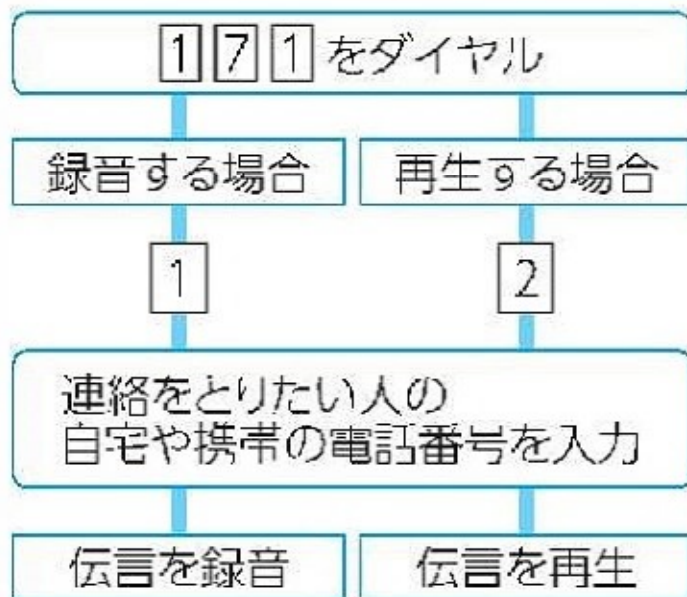 171をダイヤル
録音する場合
再生する場合
1
2
連絡をとりたい人の
自宅や携帯の電話番号を入力
伝言を録音
伝言を再生